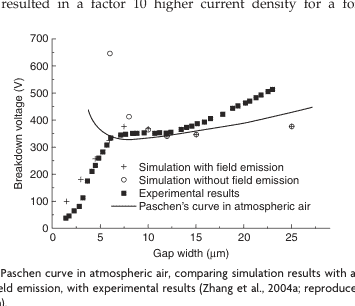 resulted in a factor 10 higher current density for a fo
700
600
500
400
300
200
100
0
0
5
10
15
20
25
Breakdown voltage (V)
Simulation with field emission
Simulation without field emission
Experimental results
Paschen's curve in atmospheric air
Gap width (μm)
Paschen curve in atmospheric air, comparing simulation results with a
eld emission, with experimental results (Zhang et al., 2004a; reproduce